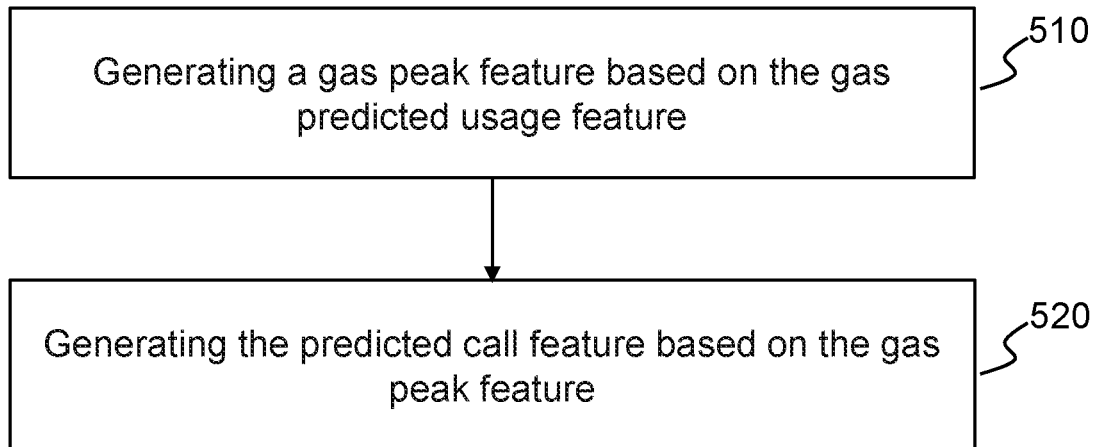 510
Generating a gas peak feature based on the gas
predicted usage feature
520
Generating the predicted call feature based on the gas
peak feature